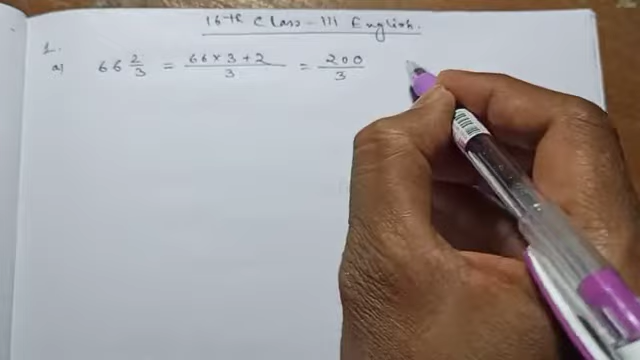 16th Class - III English.
1.
a) 66 2/3 = 66 × 3 + 2 / 3 = 200 / 3